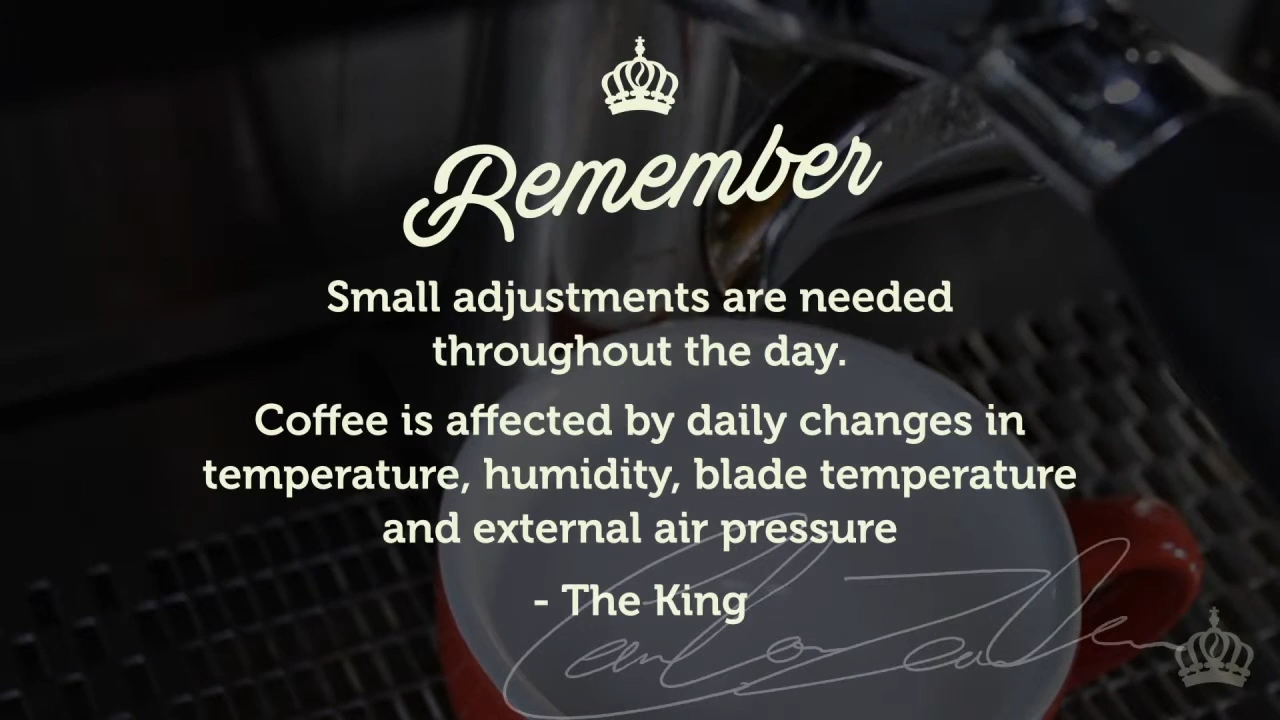 Remember
Small adjustments are needed
throughout the day.
Coffee is affected by daily changes in
temperature, humidity, blade temperature
and external air pressure
- The King